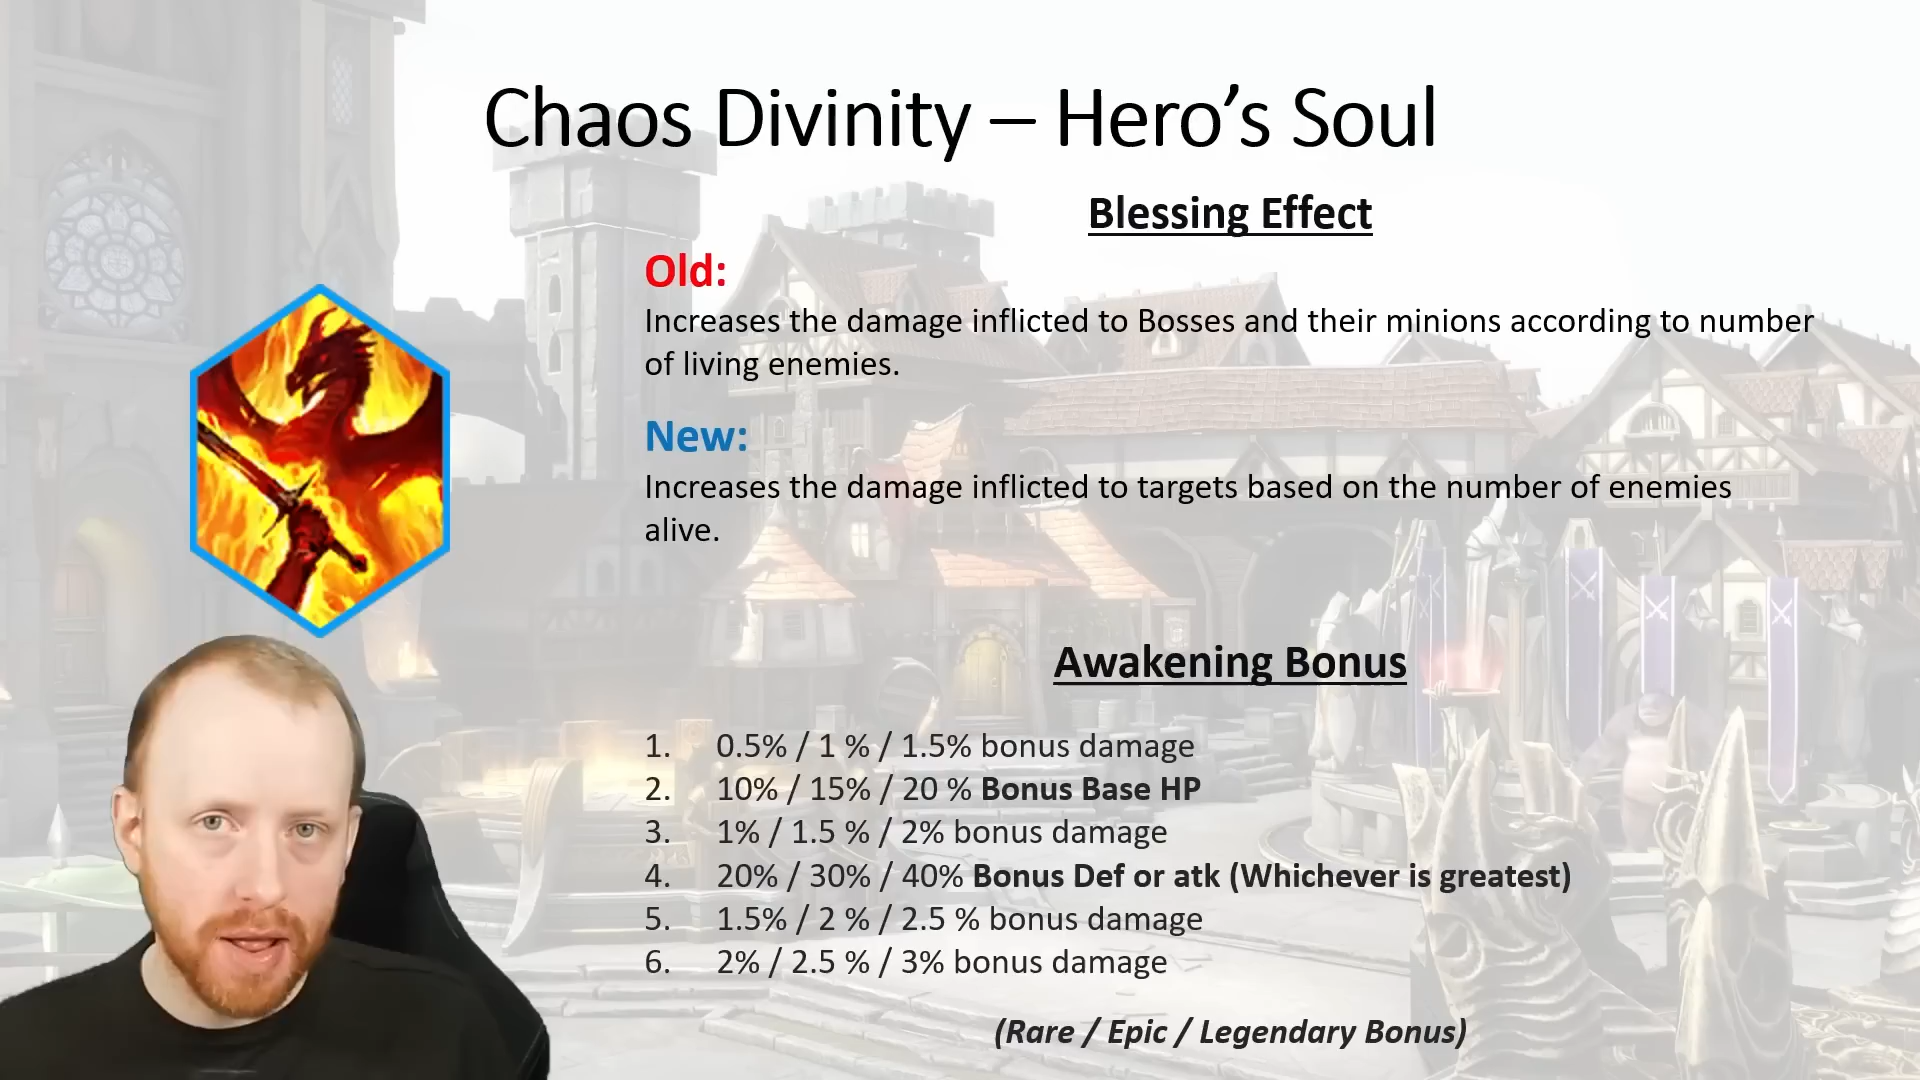 Chaos Divinity – Hero’s Soul
Blessing Effect
Old:
Increases the damage inflicted to Bosses and their minions according to number
of living enemies.
New:
Increases the damage inflicted to targets based on the number of enemies
alive.
Awakening Bonus
1. 0.5% / 1 % / 1.5% bonus damage
2. 10% / 15% / 20 % Bonus Base HP
3. 1% / 1.5 % / 2% bonus damage
4. 20% / 30% / 40% Bonus Def or atk (Whichever is greatest)
5. 1.5% / 2 % / 2.5 % bonus damage
6. 2% / 2.5 % / 3% bonus damage
(Rare / Epic / Legendary Bonus)